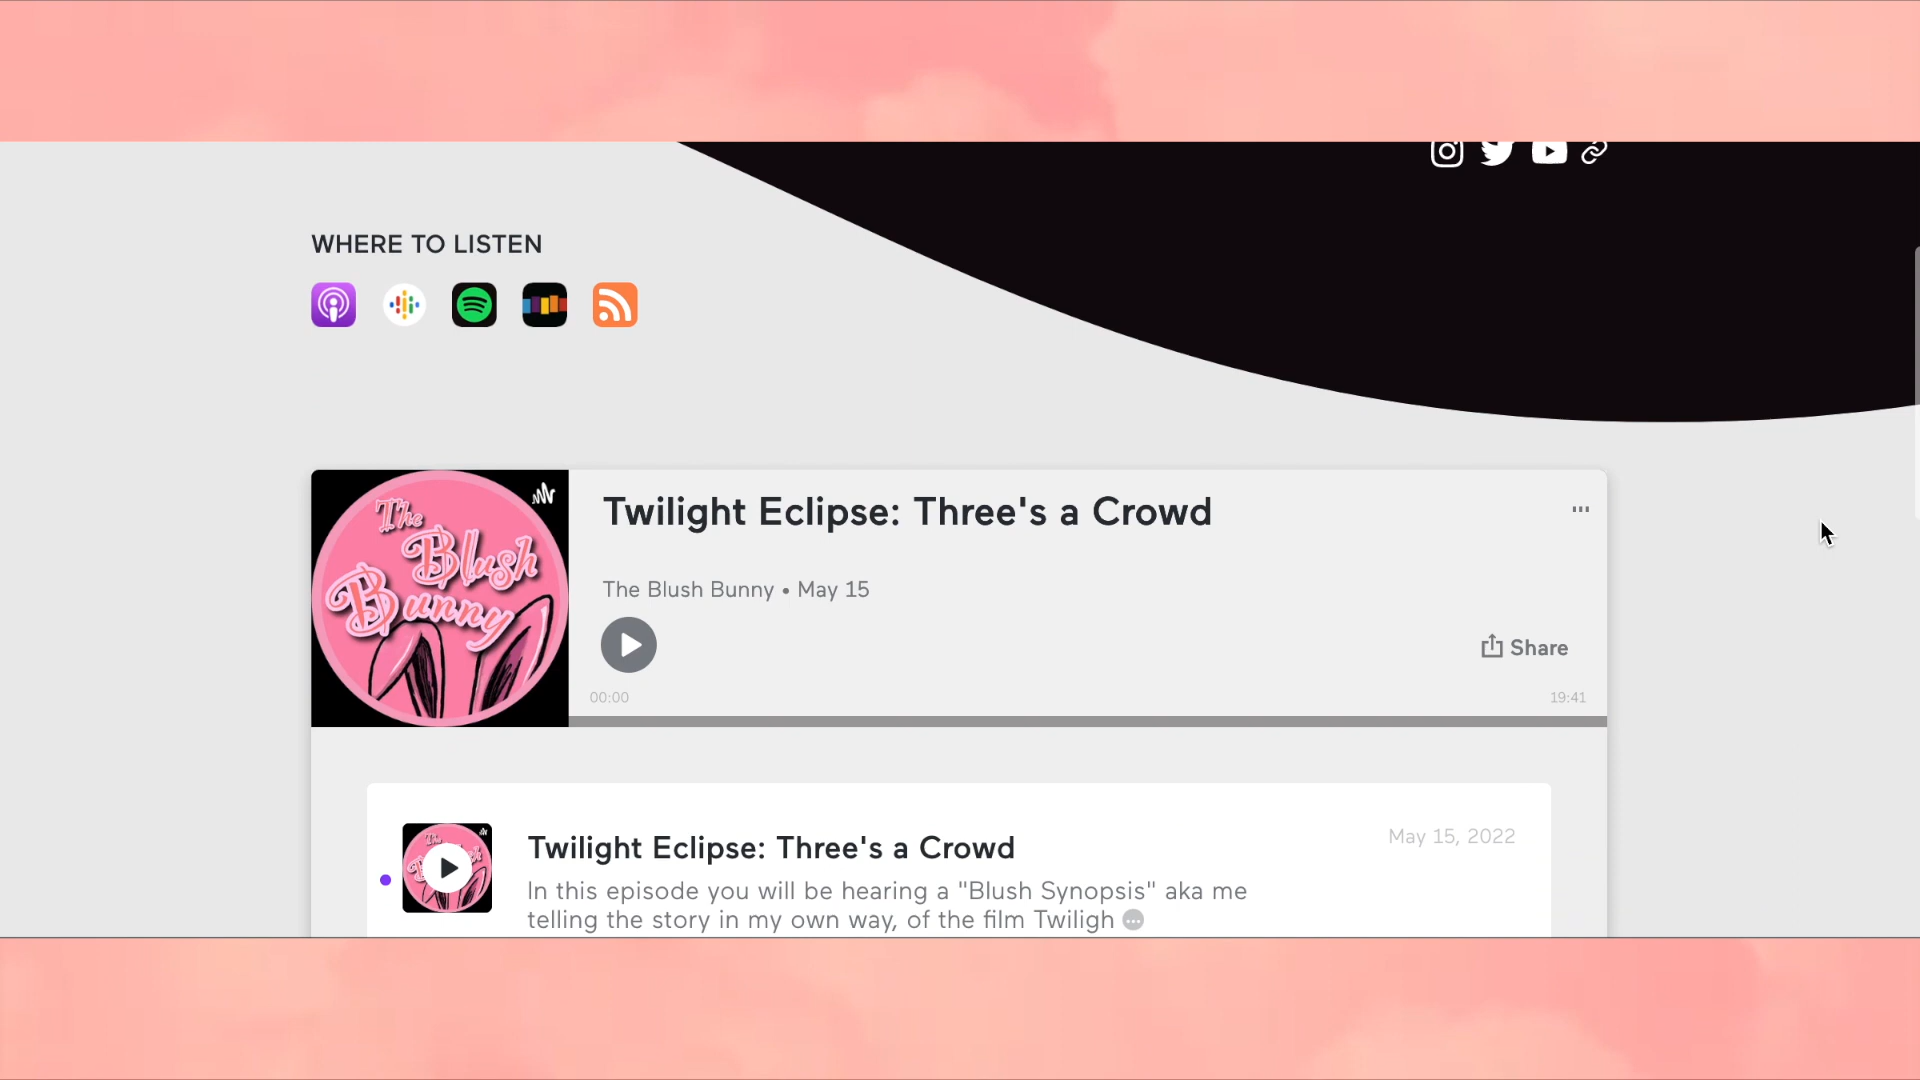 WHERE TO LISTEN
The
Blush
Bunny
Twilight Eclipse: Three's a Crowd
The Blush Bunny • May 15
Share
00:00
19:41
Twilight Eclipse: Three's a Crowd
May 15, 2022
In this episode you will be hearing a "Blush Synopsis" aka me
telling the story in my own way, of the film Twiligh